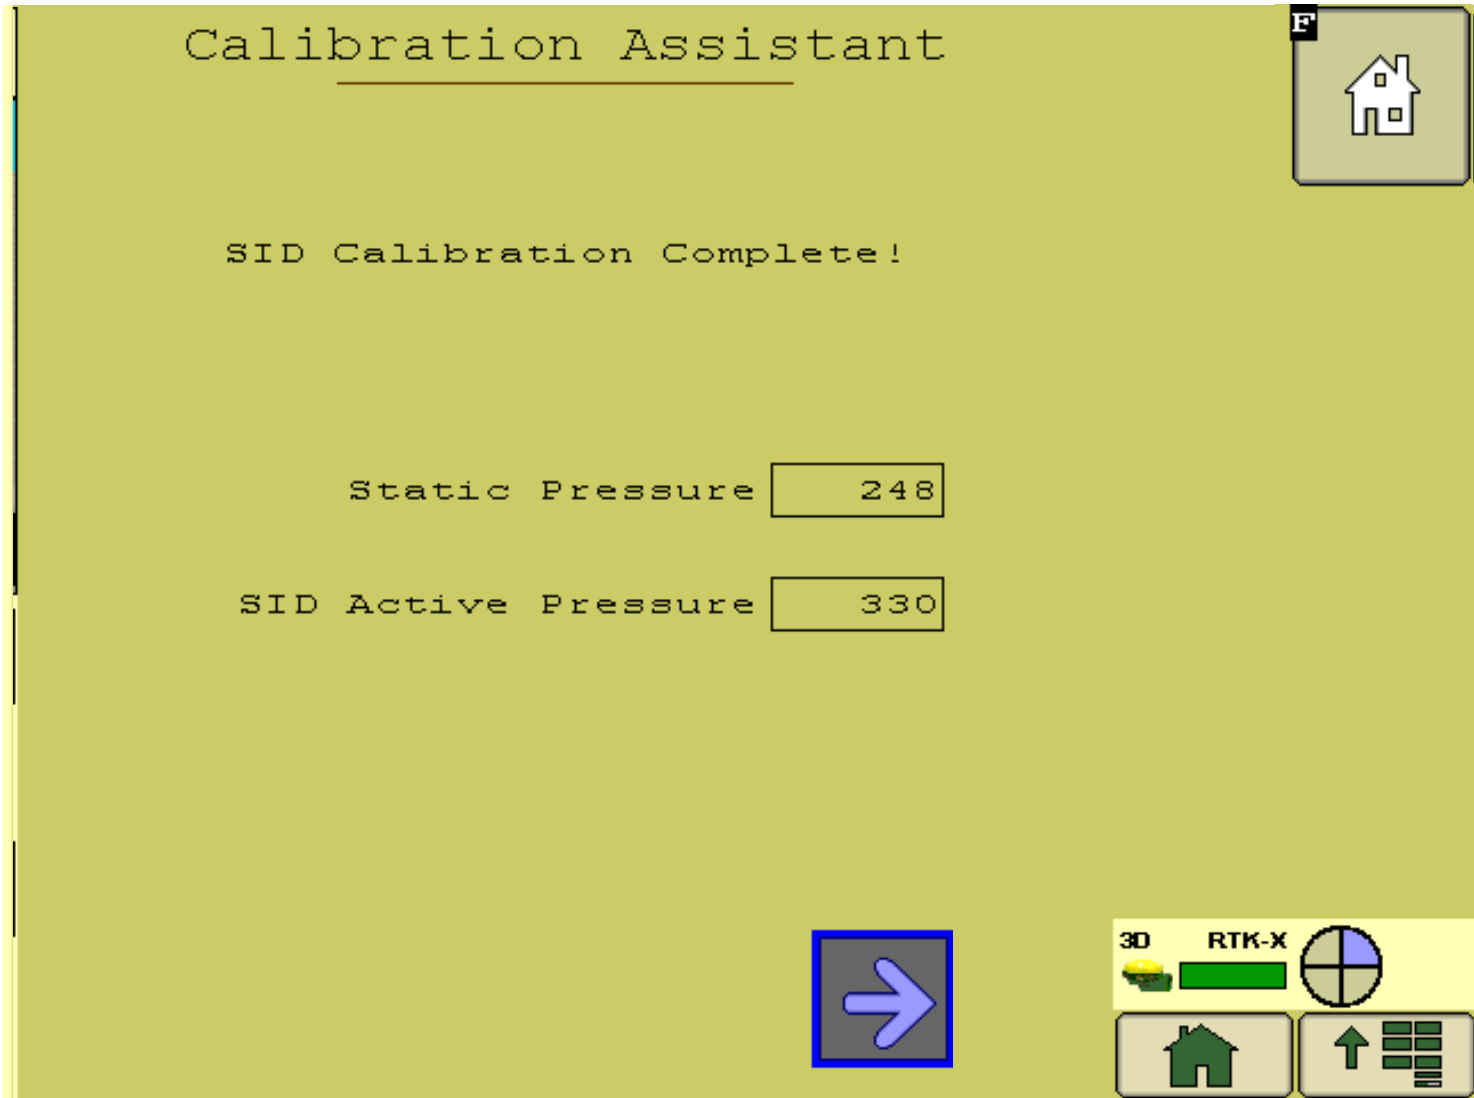 Calibration Assistant
F
SID Calibration Complete!
Static Pressure 248
SID Active Pressure 330
3D RTK-X